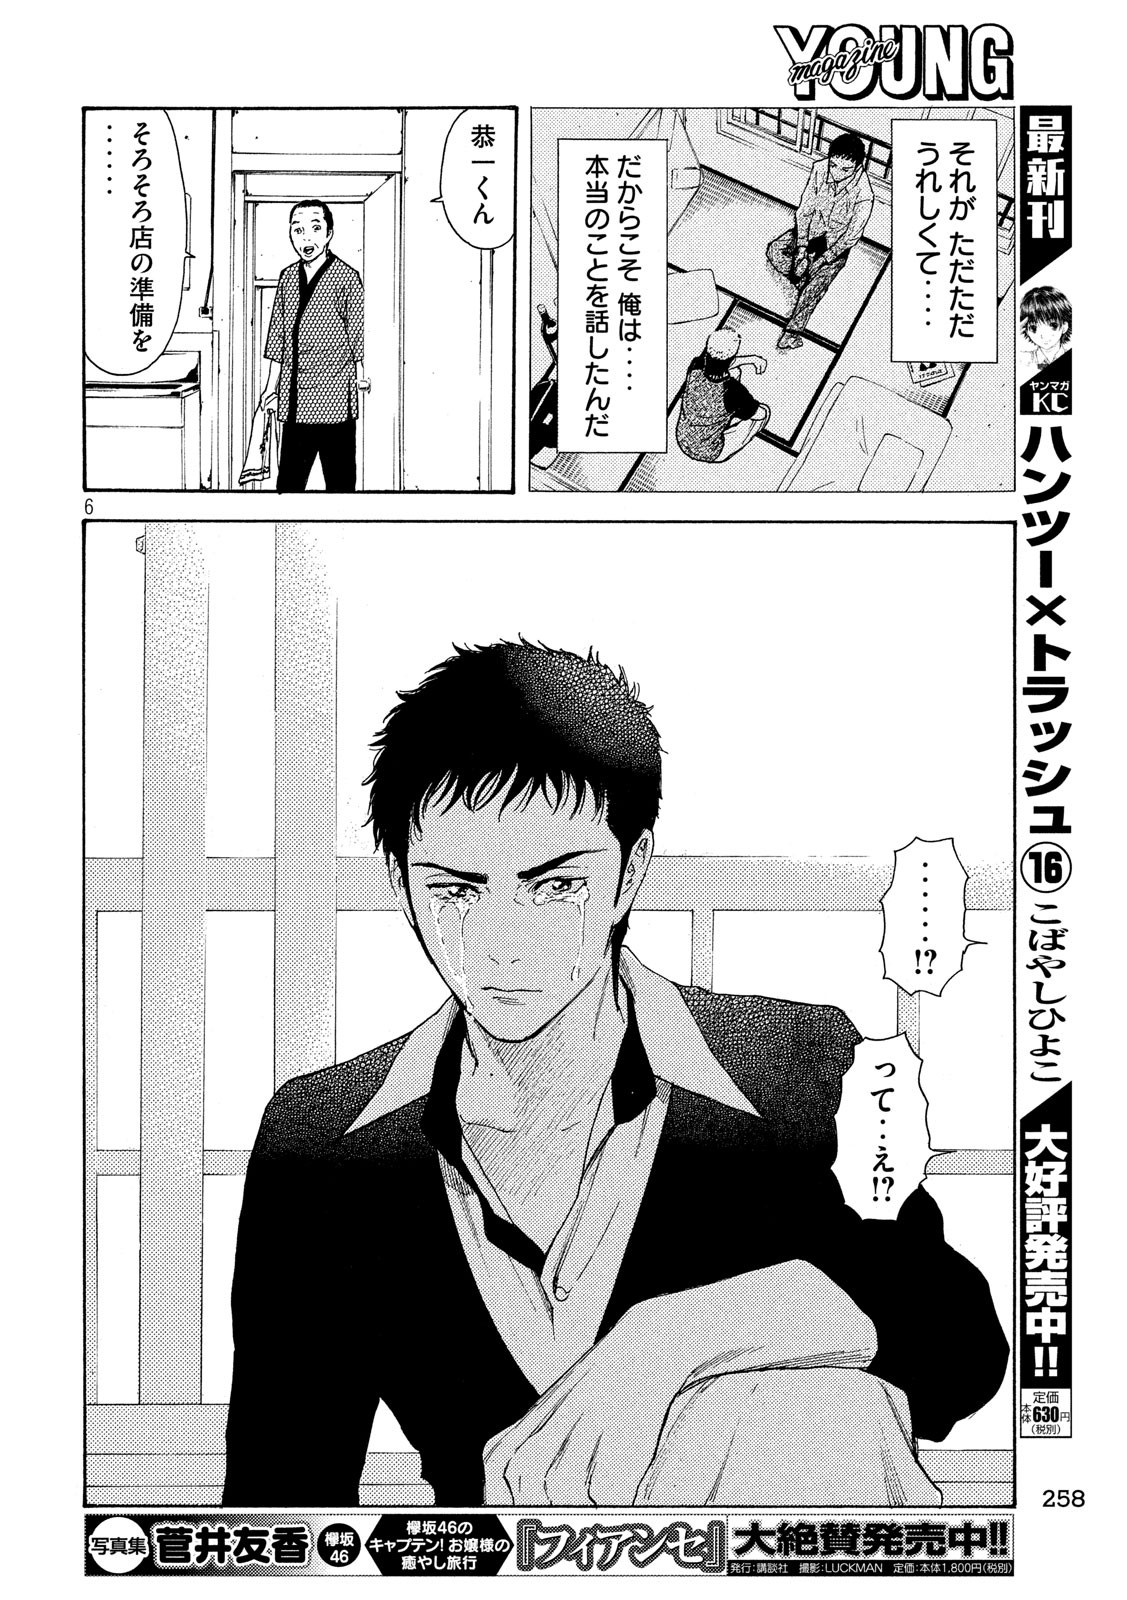 YOUNG
magazine
それが ただただ
うれしくて・・・・
だからこそ 俺は・・・・
本当のことを話したんだ
恭一くん
そろそろ店の準備を
・・・・・
6
・・・・・・・!?
って・・え!?
最新刊
ヤンマガ
KC
ハンツー×トラッシュ⑯
こばやしひよこ
大好評発売中!!
定価
本体630円
(税別)
258
写真集
菅井友香
欅坂
46
欅坂46の
キャプテン!お嬢様の
癒やし旅行
『フィアンセ』
大絶賛発売中!!
発行:講談社 撮影:LUCKMAN 定価:本体1,800円(税別)